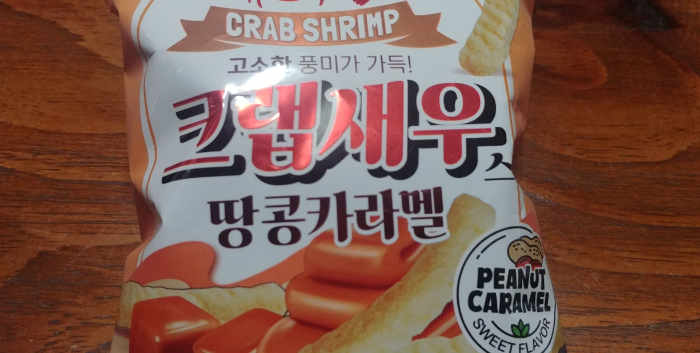 CRAB SHRIMP
고소한 풍미가 가득!
크랩새우스
땅콩카라멜
PEANUT
CARAMEL
SWEET FLAVOR